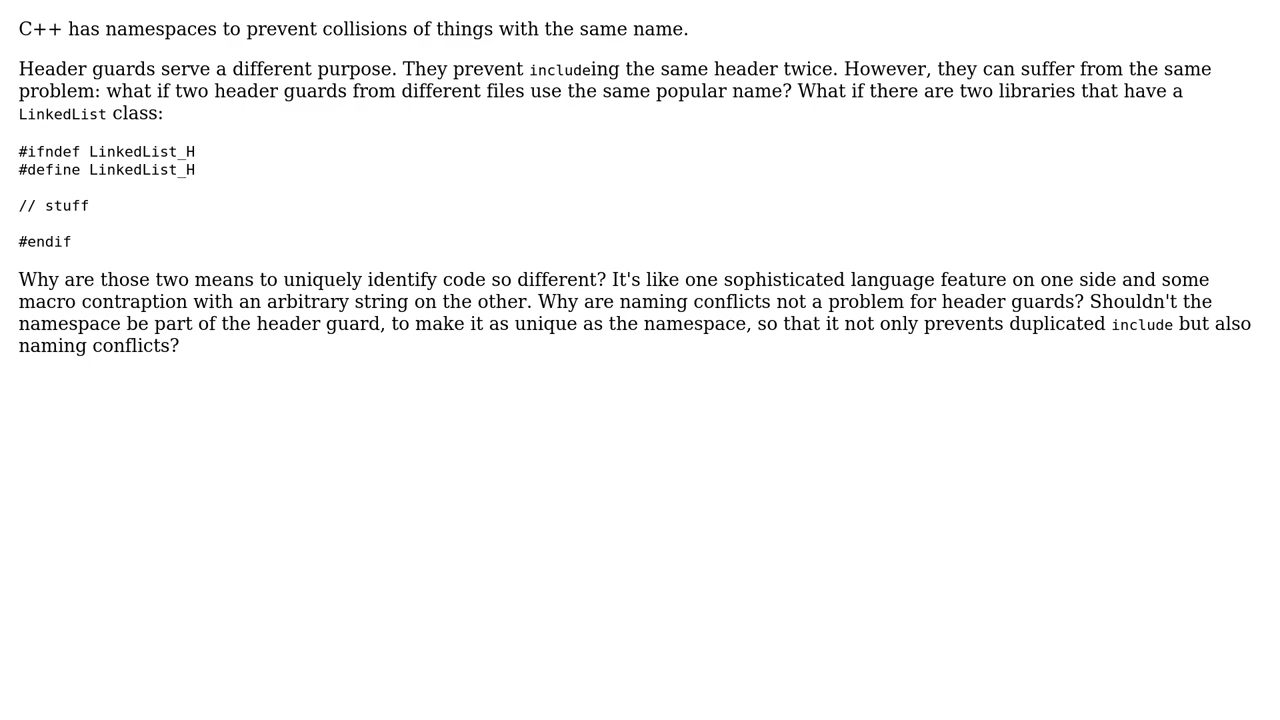 C++ has namespaces to prevent collisions of things with the same name.
Header guards serve a different purpose. They prevent includeing the same header twice. However, they can suffer from the same
problem: what if two header guards from different files use the same popular name? What if there are two libraries that have a
LinkedList class:
#ifndef LinkedList_H
#define LinkedList_H
// stuff
#endif
Why are those two means to uniquely identify code so different? It's like one sophisticated language feature on one side and some
macro contraption with an arbitrary string on the other. Why are naming conflicts not a problem for header guards? Shouldn't the
namespace be part of the header guard, to make it as unique as the namespace, so that it not only prevents duplicated include but also
naming conflicts?